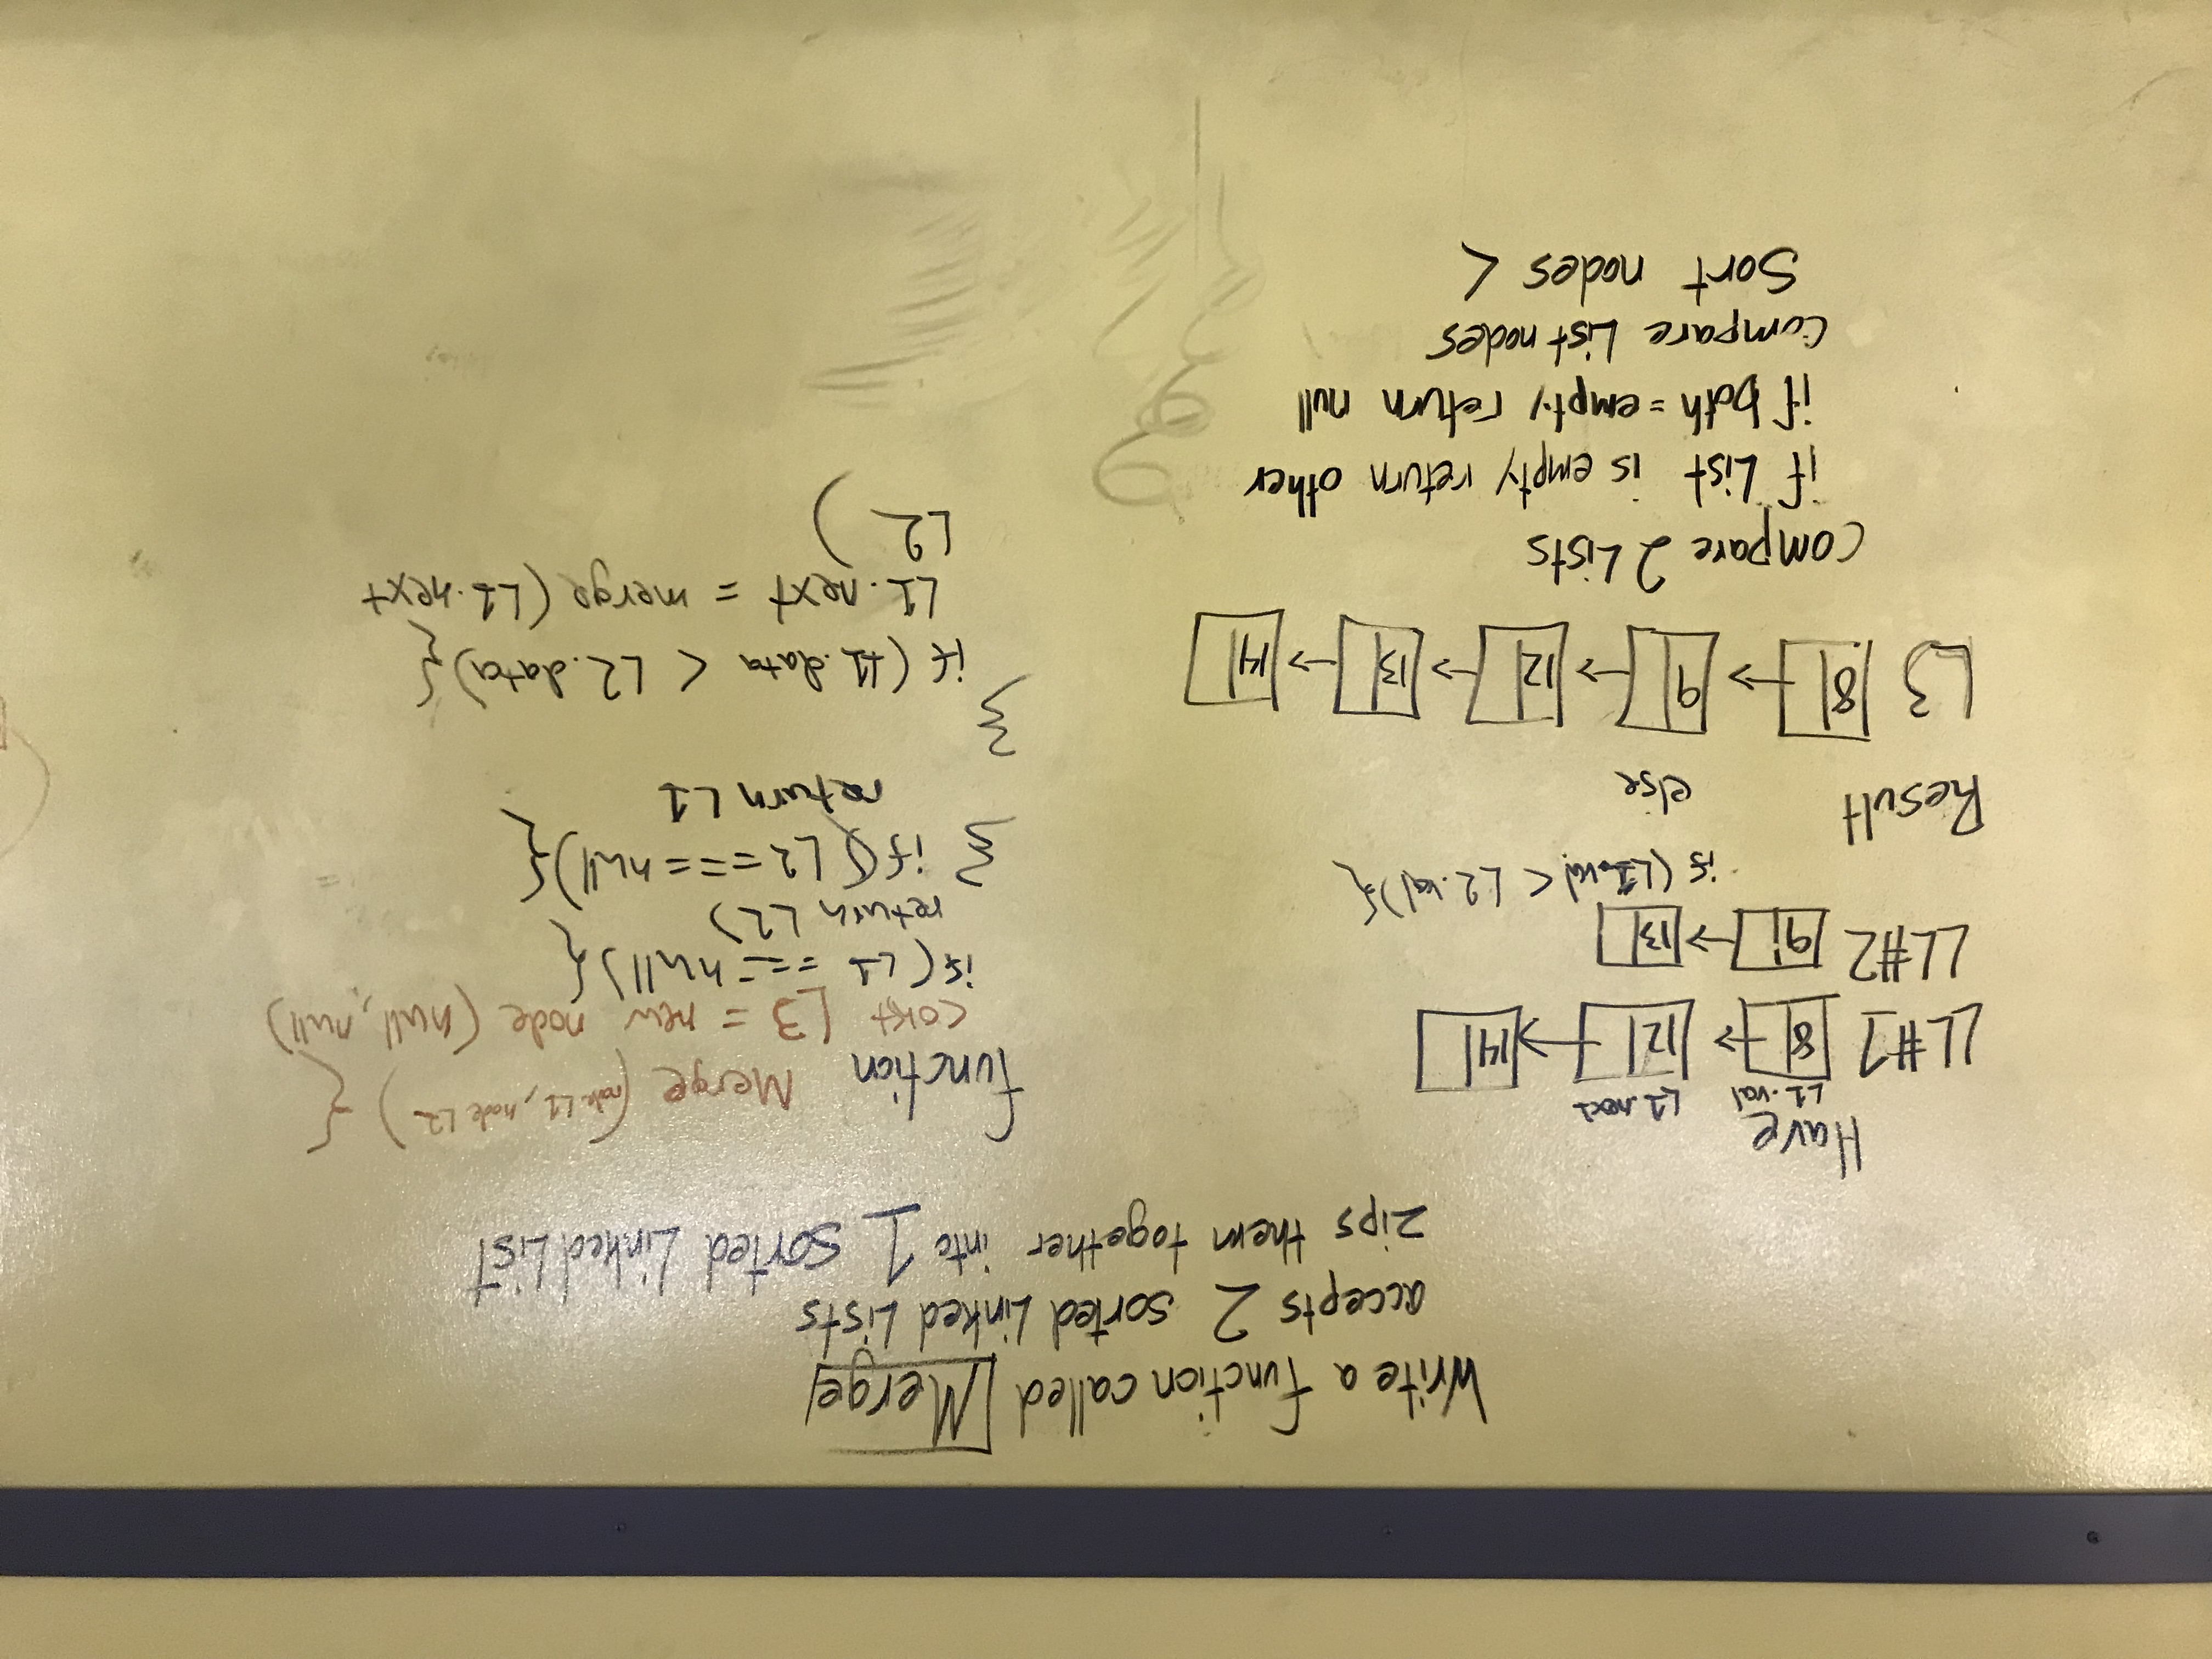 Write a function called Merge
accepts 2 sorted Linked Lists
zips them together into 1 sorted Linked List
Have
L1.val L1.next
LL#1 8 → 12 → 14
LL#2 9 → 13
if (L1.val < L2.val){
Result
else
L3 8 → 9 → 12 → 13 → 14
compare 2 Lists
if List is empty return other
if both = empty return null
compare List nodes
Sort nodes <
function Merge (node L1, node L2) {
const L3 = new node (null, null)
if( L1 === null){
return L2)
} if( L2 === null){
return L1
}
if (L1.data < L2.data){
L1.next = merge (L1.next
L2 )